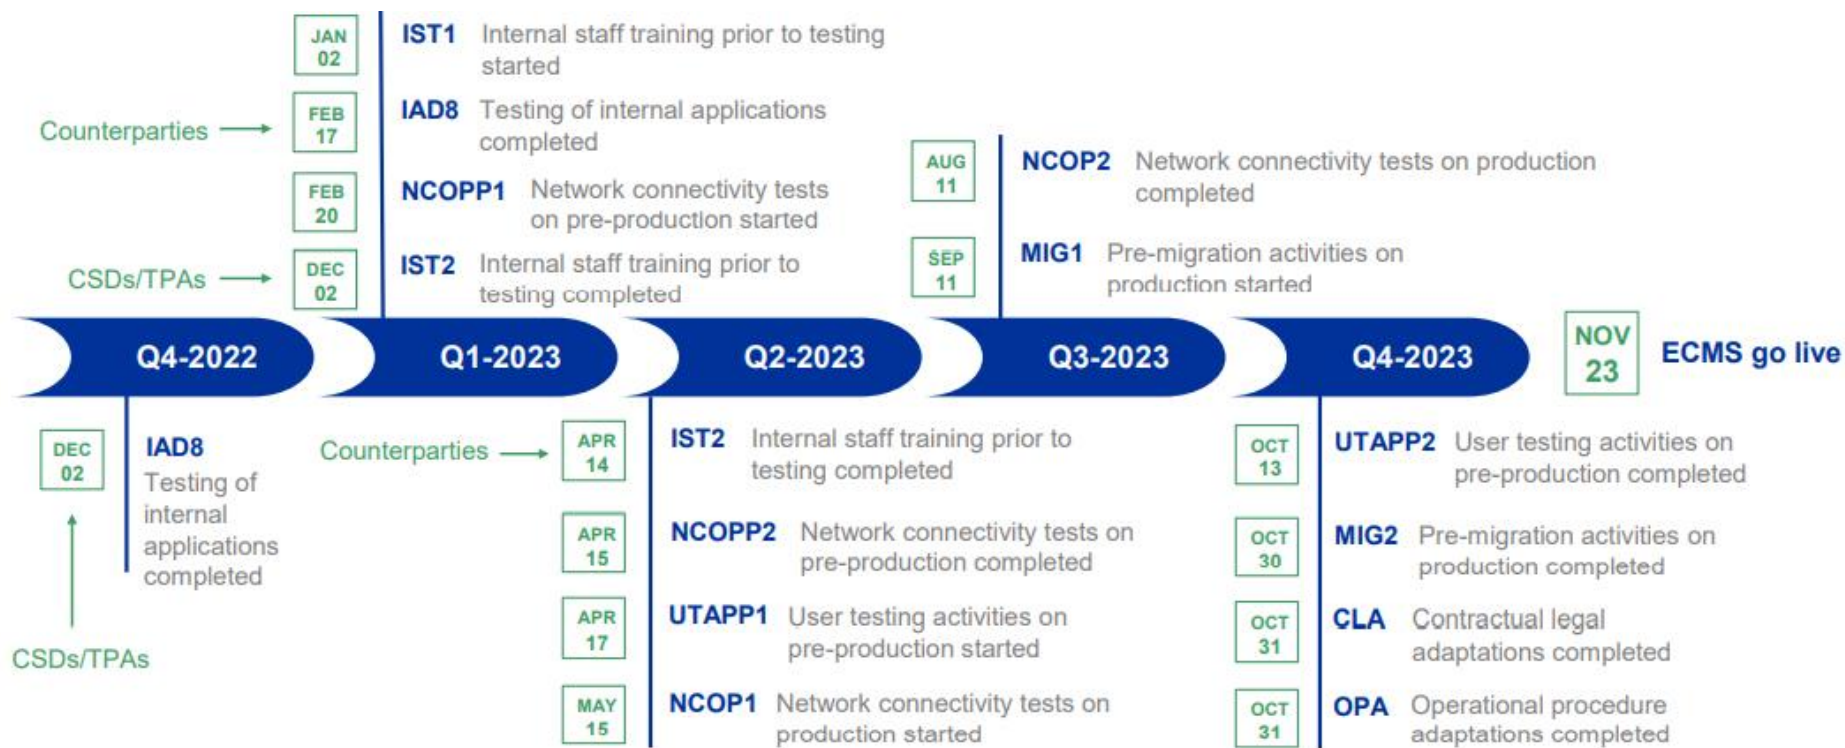 JAN
02
IST1 Internal staff training prior to testing
started
Counterparties
FEB
17
IAD8 Testing of internal applications
completed
FEB
20
NCOPP1 Network connectivity tests
on pre-production started
CSDs/TPAs
DEC
02
IST2 Internal staff training prior to
testing completed
AUG
11
NCOP2 Network connectivity tests on production
completed
SEP
11
MIG1 Pre-migration activities on
production started
Q4-2022 Q1-2023 Q2-2023 Q3-2023 Q4-2023
NOV
23
ECMS go live
DEC
02
IAD8
Testing of
internal
applications
completed
CSDs/TPAs
Counterparties
APR
14
IST2 Internal staff training prior to
testing completed
APR
15
NCOPP2 Network connectivity tests on
pre-production completed
APR
17
UTAPP1 User testing activities on
pre-production started
MAY
15
NCOP1 Network connectivity tests on
production started
OCT
13
UTAPP2 User testing activities on
pre-production completed
OCT
30
MIG2 Pre-migration activities on
production completed
OCT
31
CLA Contractual legal
adaptations completed
OCT
31
OPA Operational procedure
adaptations completed